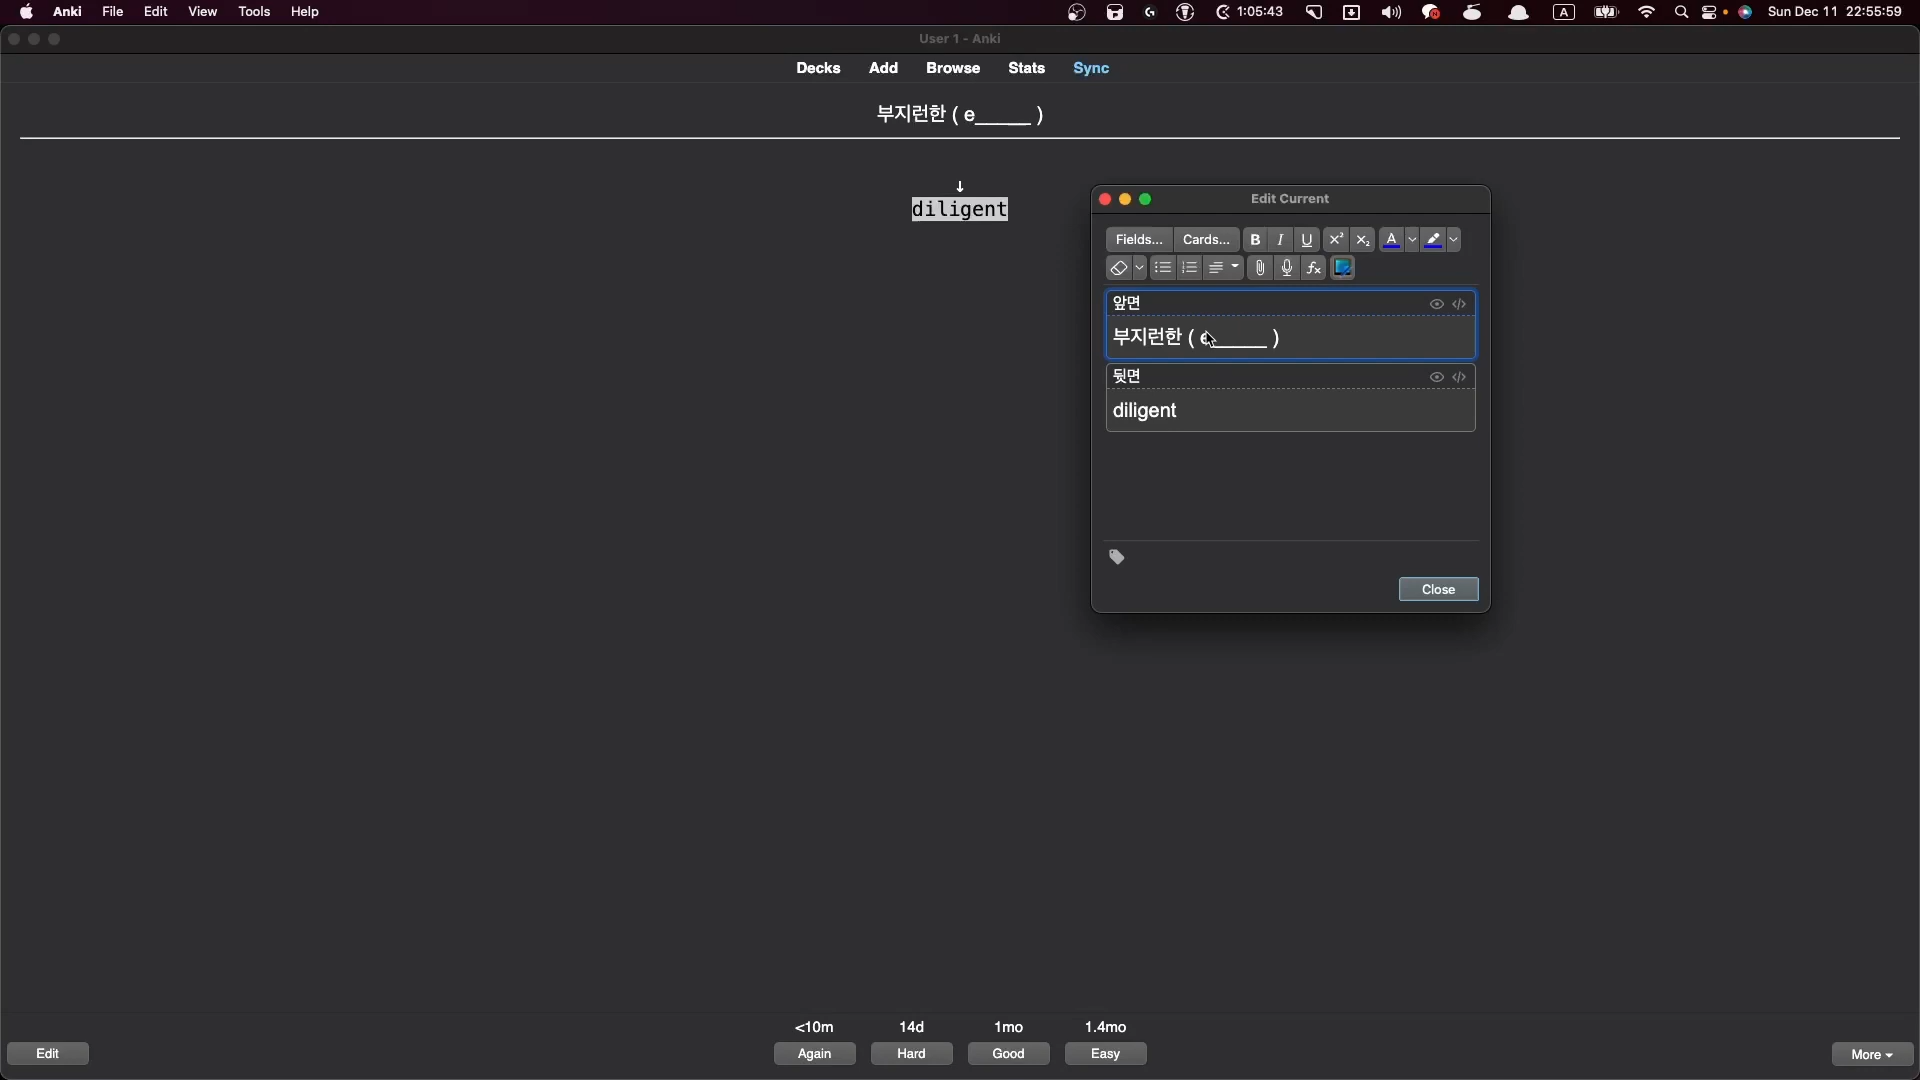 Anki File Edit View Tools Help 1:05:43 A Sun Dec 11 22:55:59
User 1 - Anki
Decks Add Browse Stats Sync
부지런한 ( e_____ )
↓
diligent
Edit Current
Fields... Cards... B I U x² x₂ A
앞면
부지런한 ( e_____ )
뒷면
diligent
Close
<10m 14d 1mo 1.4mo
Edit Again Hard Good Easy More